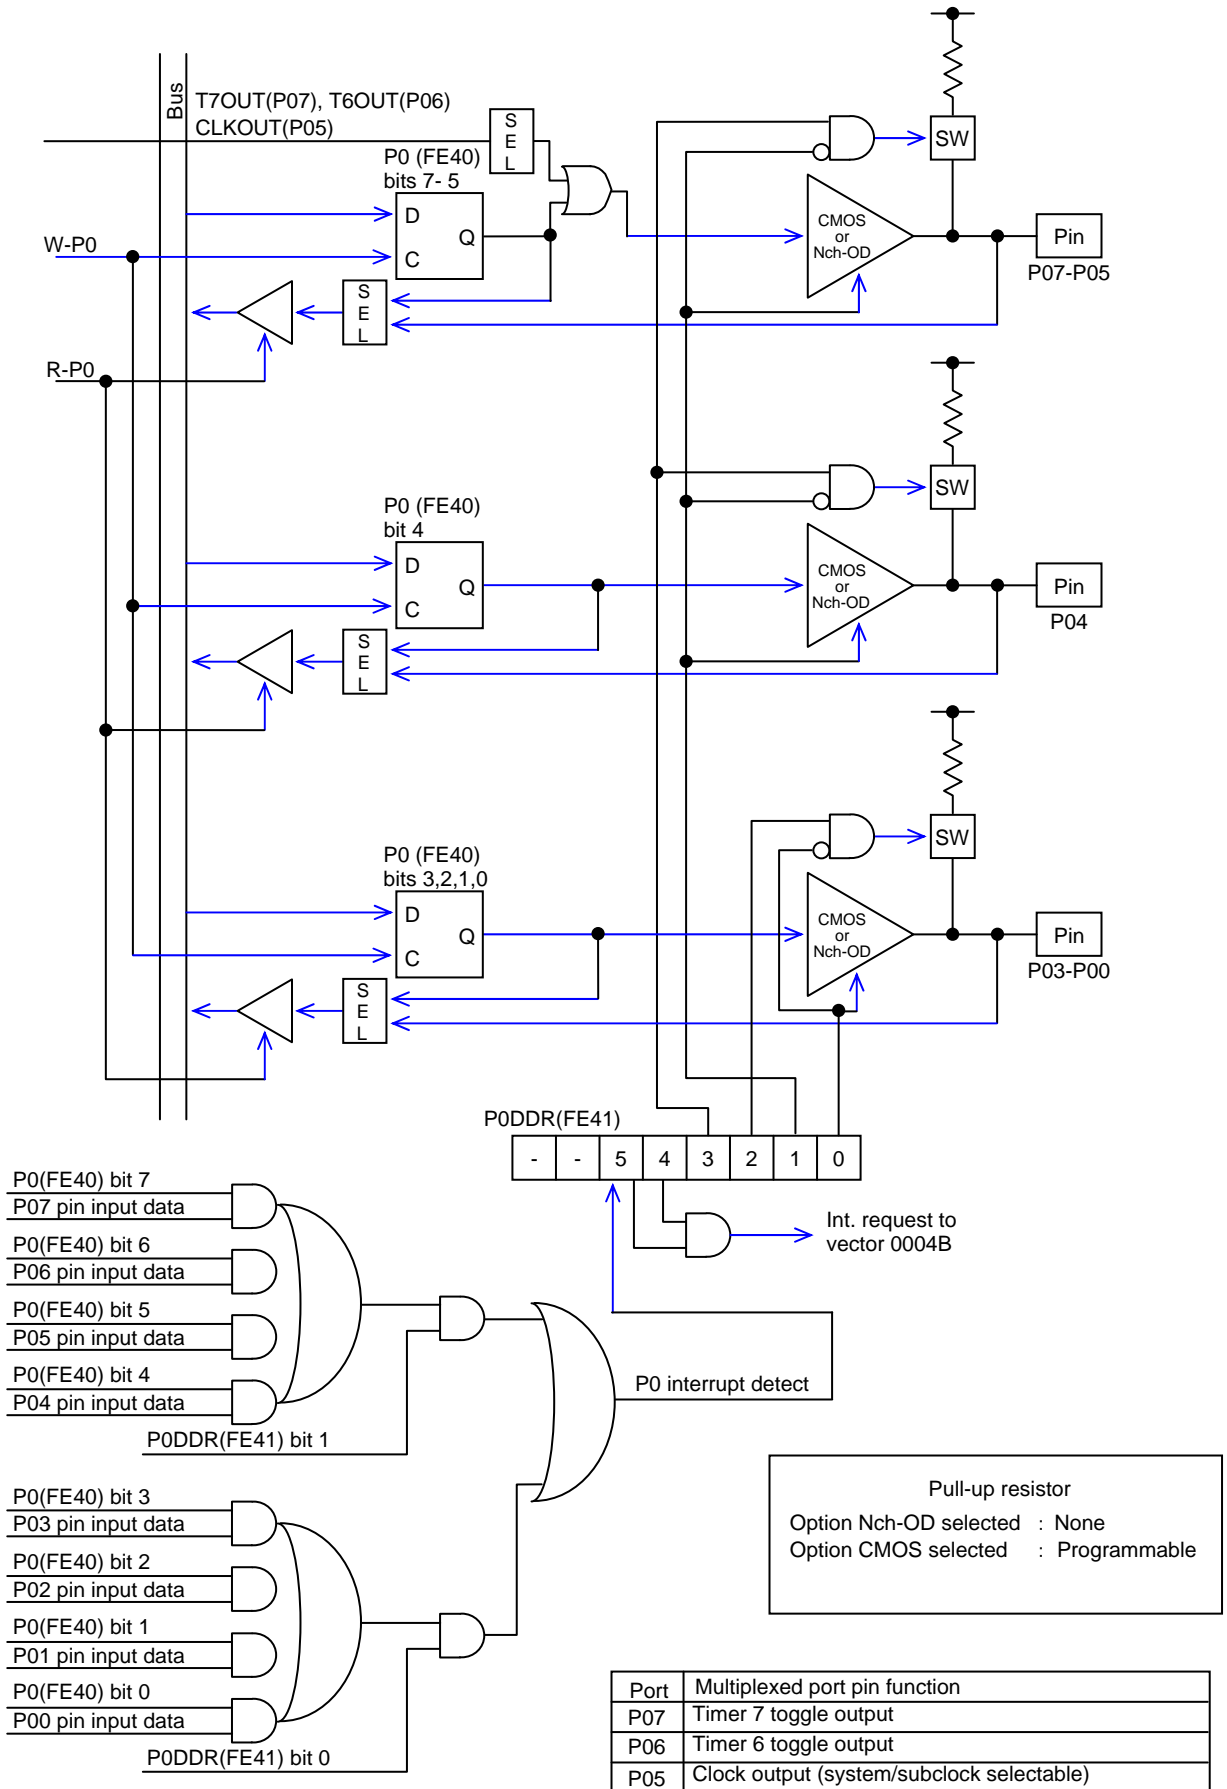 Bus
T7OUT(P07), T6OUT(P06)
CLKOUT(P05)
SEL
P0 (FE40)
bits 7- 5
D
Q
C
W-P0
SEL
R-P0
SW
CMOS
or
Nch-OD
Pin
P07-P05
P0 (FE40)
bit 4
D
Q
C
SEL
SW
CMOS
or
Nch-OD
Pin
P04
P0 (FE40)
bits 3,2,1,0
D
Q
C
SEL
SW
CMOS
or
Nch-OD
Pin
P03-P00
P0DDR(FE41)
- - 5 4 3 2 1 0
Int. request to
vector 0004B
P0(FE40) bit 7
P07 pin input data
P0(FE40) bit 6
P06 pin input data
P0(FE40) bit 5
P05 pin input data
P0(FE40) bit 4
P04 pin input data
P0DDR(FE41) bit 1
P0 interrupt detect
P0(FE40) bit 3
P03 pin input data
P0(FE40) bit 2
P02 pin input data
P0(FE40) bit 1
P01 pin input data
P0(FE40) bit 0
P00 pin input data
P0DDR(FE41) bit 0
Pull-up resistor
Option Nch-OD selected : None
Option CMOS selected : Programmable
Port Multiplexed port pin function
P07 Timer 7 toggle output
P06 Timer 6 toggle output
P05 Clock output (system/subclock selectable)